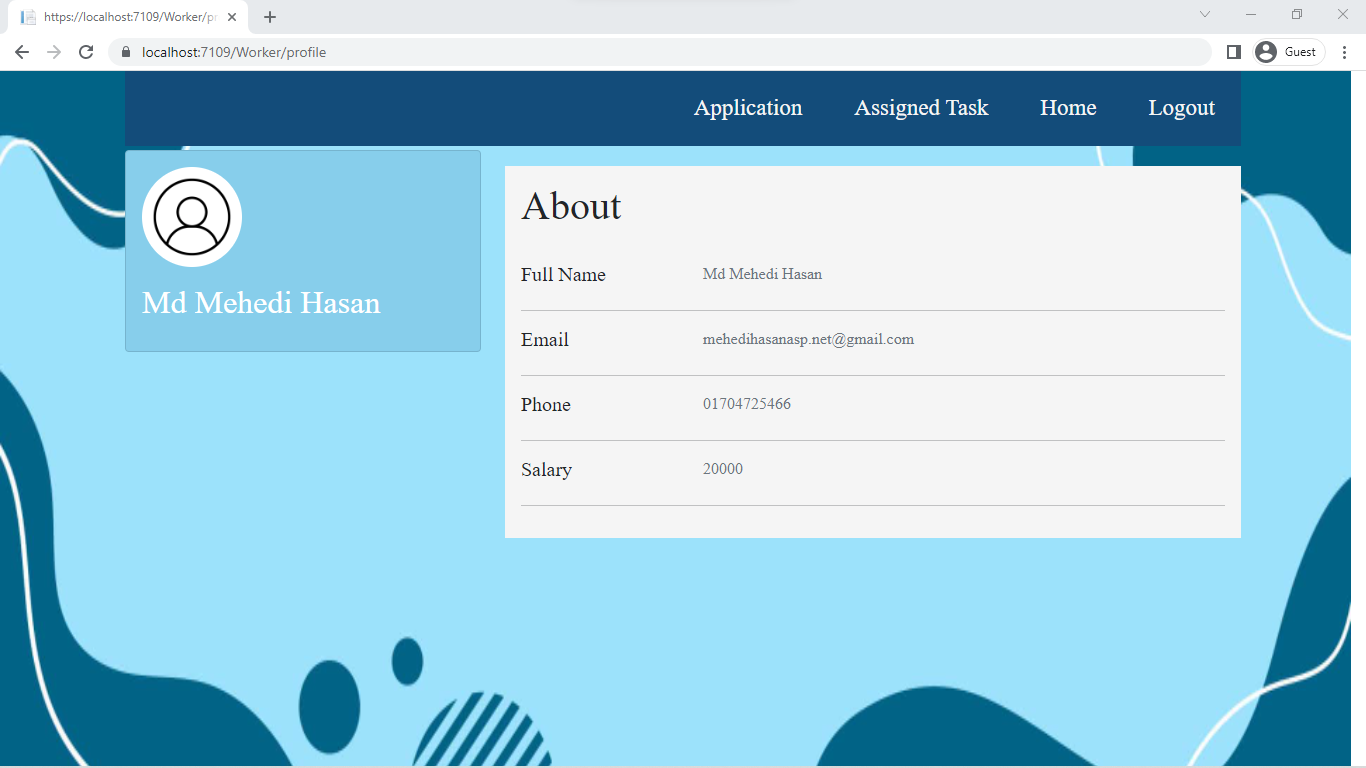 https://localhost:7109/Worker/pr
localhost:7109/Worker/profile
Guest
Application Assigned Task Home Logout
Md Mehedi Hasan
About
Full Name Md Mehedi Hasan
Email mehedihasanasp.net@gmail.com
Phone 01704725466
Salary 20000